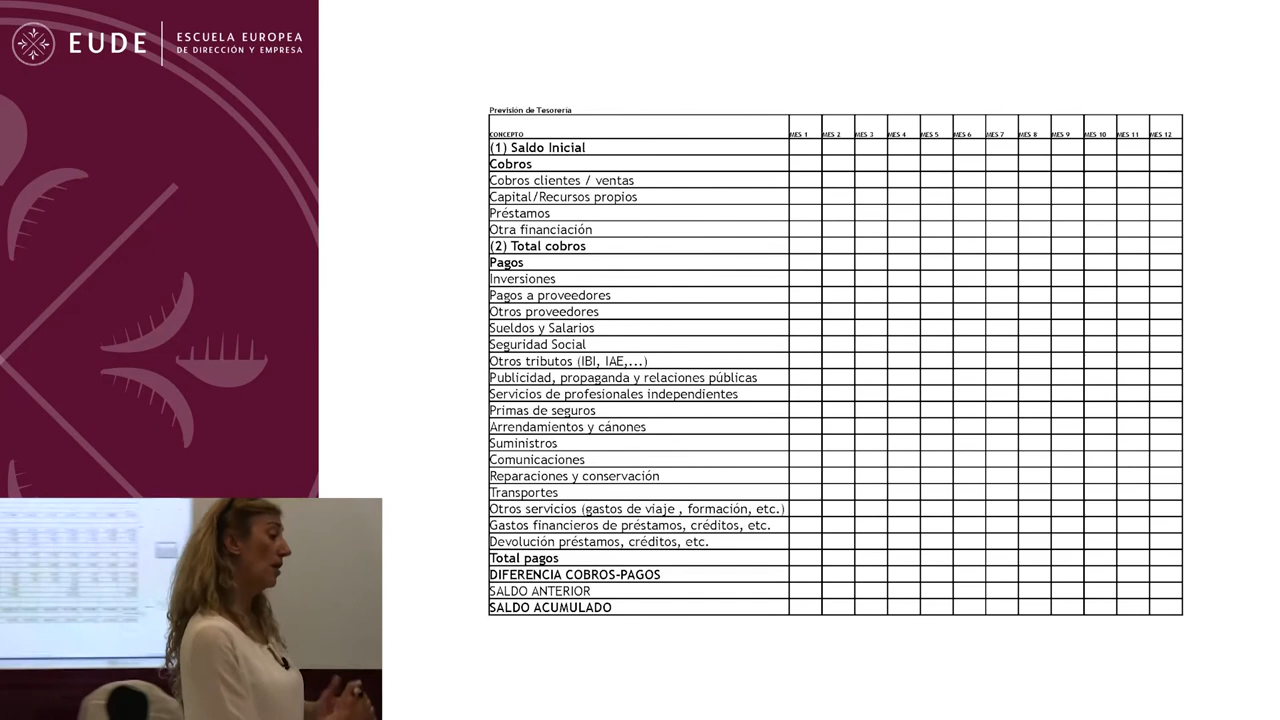 EUDE
ESCUELA EUROPEA
DE DIRECCIÓN Y EMPRESA
Previsión de Tesorería
CONCEPTO MES 1 MES 2 MES 3 MES 4 MES 5 MES 6 MES 7 MES 8 MES 9 MES 10 MES 11 MES 12
(1) Saldo Inicial
Cobros
Cobros clientes / ventas
Capital/Recursos propios
Préstamos
Otra financiación
(2) Total cobros
Pagos
Inversiones
Pagos a proveedores
Otros proveedores
Sueldos y Salarios
Seguridad Social
Otros tributos (IBI, IAE,...)
Publicidad, propaganda y relaciones públicas
Servicios de profesionales independientes
Primas de seguros
Arrendamientos y cánones
Suministros
Comunicaciones
Reparaciones y conservación
Transportes
Otros servicios (gastos de viaje , formación, etc.)
Gastos financieros de préstamos, créditos, etc.
Devolución préstamos, créditos, etc.
Total pagos
DIFERENCIA COBROS-PAGOS
SALDO ANTERIOR
SALDO ACUMULADO